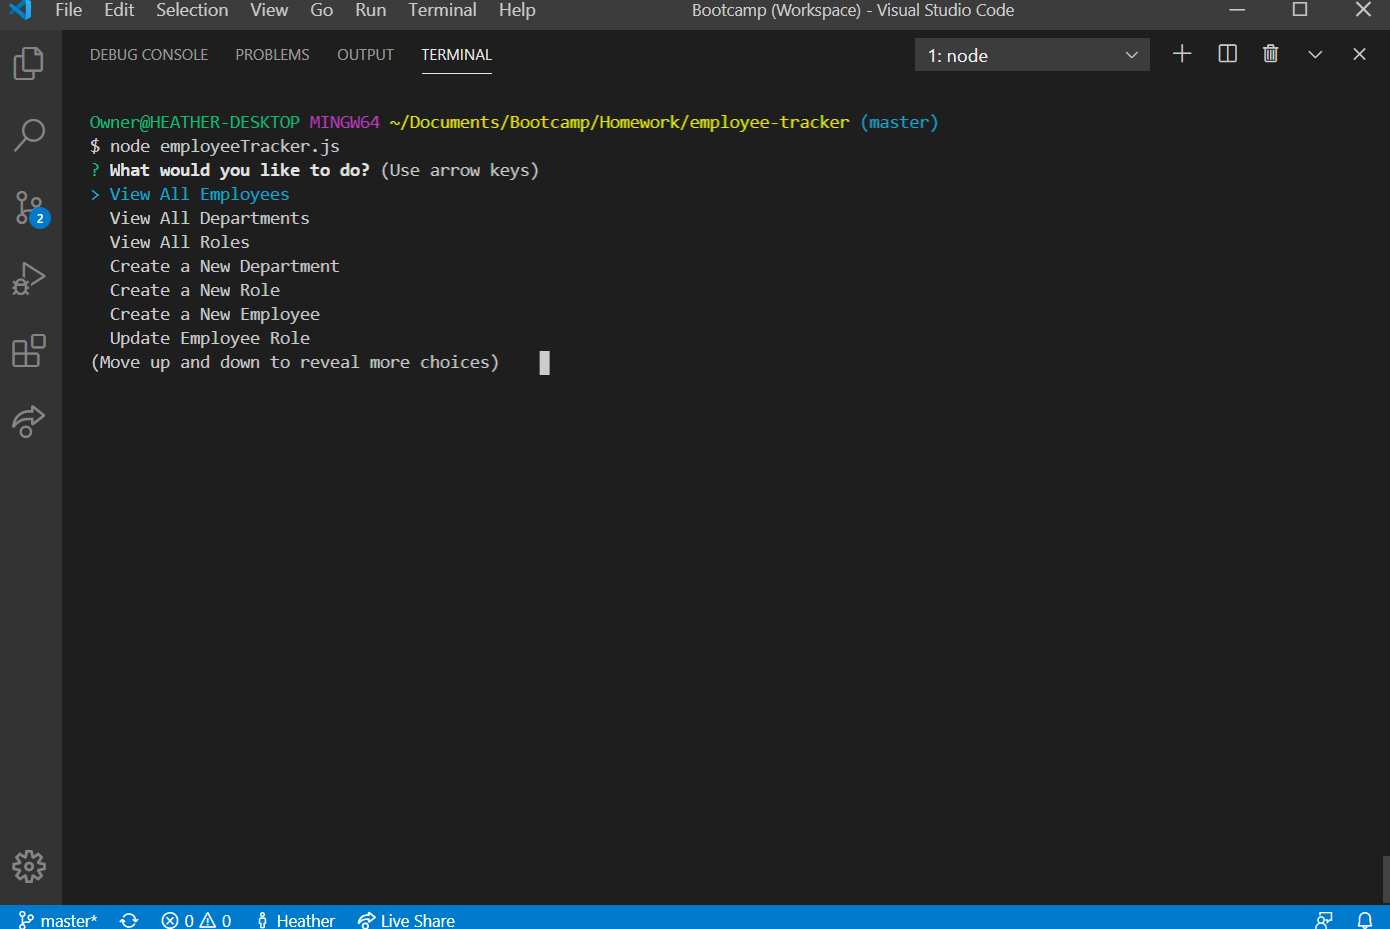 File Edit Selection View Go Run Terminal Help Bootcamp (Workspace) - Visual Studio Code
DEBUG CONSOLE PROBLEMS OUTPUT TERMINAL 1: node
Owner@HEATHER-DESKTOP MINGW64 ~/Documents/Bootcamp/Homework/employee-tracker (master)
$ node employeeTracker.js
? What would you like to do? (Use arrow keys)
> View All Employees
View All Departments
View All Roles
2
Create a New Department
Create a New Role
Create a New Employee
Update Employee Role
(Move up and down to reveal more choices)
master* 0 0 Heather Live Share